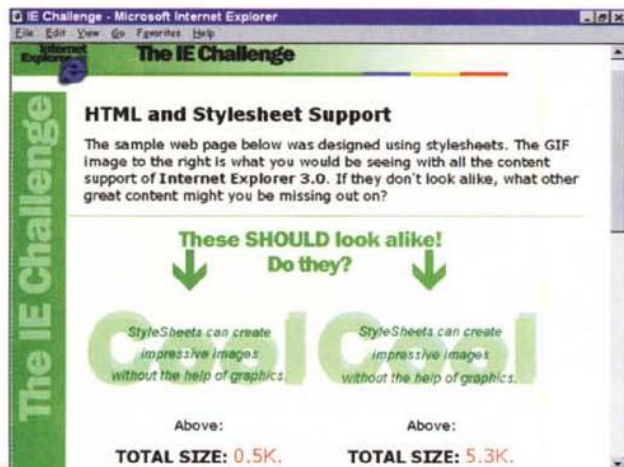 IE Challenge - Microsoft Internet Explorer
File Edit View Go Favorites Help
Internet
Explorer
The IE Challenge
The IE Challenge
HTML and Stylesheet Support
The sample web page below was designed using stylesheets. The GIF
image to the right is what you would be seeing with all the content
support of Internet Explorer 3.0. If they don't look alike, what other
great content might you be missing out on?
These SHOULD look alike!
Do they?
Cool
StyleSheets can create
impressive images
without the help of graphics.
Cool
StyleSheets can create
impressive images
without the help of graphics.
Above:
TOTAL SIZE: 0.5K.
Above:
TOTAL SIZE: 5.3K.